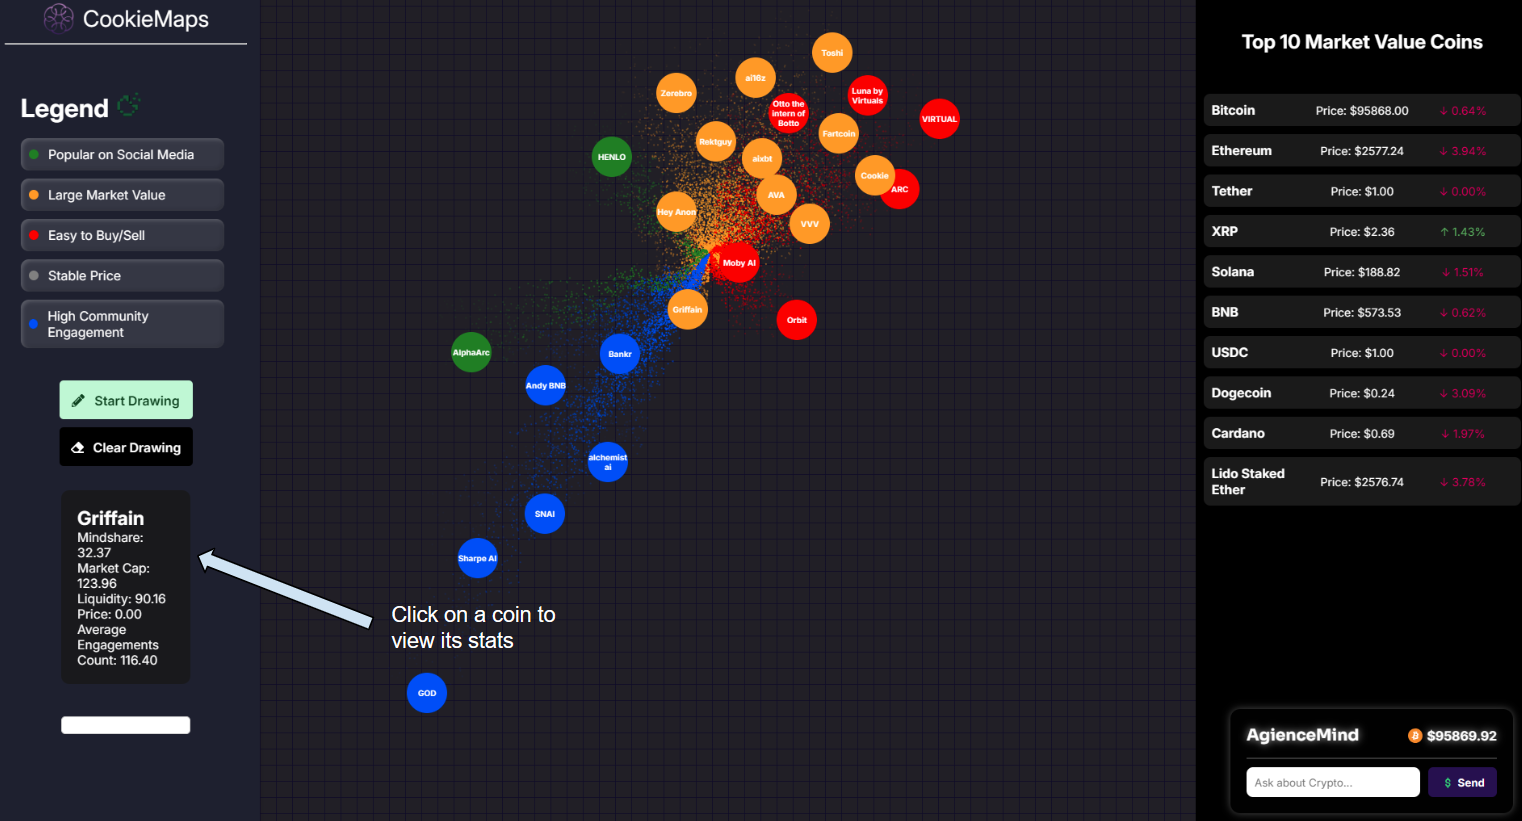 CookieMaps
Legend
Popular on Social Media
Large Market Value
Easy to Buy/Sell
Stable Price
High Community
Engagement
Start Drawing
Clear Drawing
Griffain
Mindshare:
32.37
Market Cap:
123.96
Liquidity: 90.16
Price: 0.00
Average
Engagements
Count: 116.40
Toshi
ai16z
Zerebro
Luna by
Virtuals
Otto the
intern of
Botto
VIRTUAL
Fartcoin
Rektguy
HENLO
aixbt
Cookie
ARC
AVA
Hey Anon
VVV
Moby AI
Griffain
Orbit
AlphaArc
Bankr
Andy BNB
alchemist
ai
SNAI
Sharpe AI
GOD
Click on a coin to
view its stats
Top 10 Market Value Coins
Bitcoin Price: $95868.00 ↓ 0.64%
Ethereum Price: $2577.24 ↓ 3.94%
Tether Price: $1.00 ↓ 0.00%
XRP Price: $2.36 ↑ 1.43%
Solana Price: $188.82 ↓ 1.51%
BNB Price: $573.53 ↓ 0.62%
USDC Price: $1.00 ↓ 0.00%
Dogecoin Price: $0.24 ↓ 3.09%
Cardano Price: $0.69 ↓ 1.97%
Lido Staked
Ether Price: $2576.74 ↓ 3.78%
AgienceMind $95869.92
Ask about Crypto... $ Send